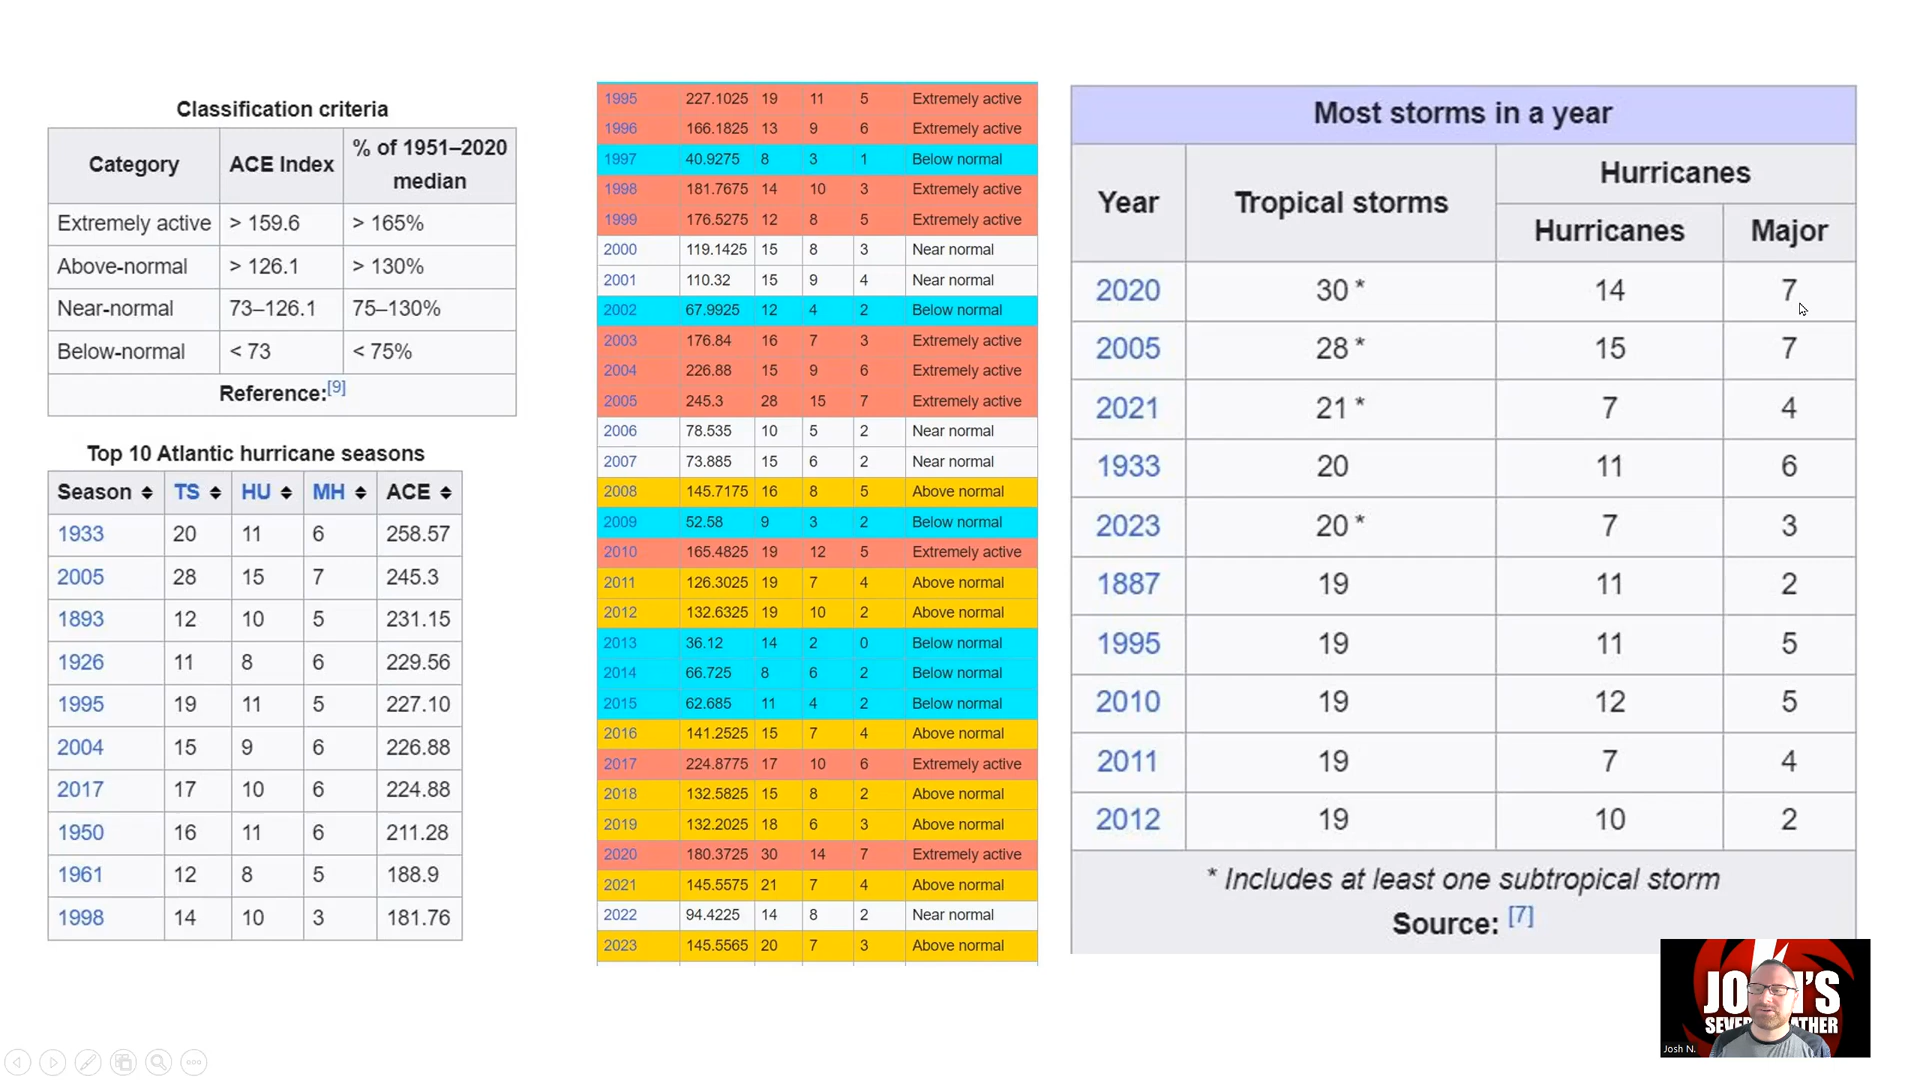 Classification criteria
Category ACE Index % of 1951–2020 median
Extremely active > 159.6 > 165%
Above-normal > 126.1 > 130%
Near-normal 73–126.1 75–130%
Below-normal < 73 < 75%
Reference:[9]
Top 10 Atlantic hurricane seasons
Season TS HU MH ACE
1933 20 11 6 258.57
2005 28 15 7 245.3
1893 12 10 5 231.15
1926 11 8 6 229.56
1995 19 11 5 227.10
2004 15 9 6 226.88
2017 17 10 6 224.88
1950 16 11 6 211.28
1961 12 8 5 188.9
1998 14 10 3 181.76
1995 227.1025 19 11 5 Extremely active
1996 166.1825 13 9 6 Extremely active
1997 40.9275 8 3 1 Below normal
1998 181.7675 14 10 3 Extremely active
1999 176.5275 12 8 5 Extremely active
2000 119.1425 15 8 3 Near normal
2001 110.32 15 9 4 Near normal
2002 67.9925 12 4 2 Below normal
2003 176.84 16 7 3 Extremely active
2004 226.88 15 9 6 Extremely active
2005 245.3 28 15 7 Extremely active
2006 78.535 10 5 2 Near normal
2007 73.885 15 6 2 Near normal
2008 145.7175 16 8 5 Above normal
2009 52.58 9 3 2 Below normal
2010 165.4825 19 12 5 Extremely active
2011 126.3025 19 7 4 Above normal
2012 132.6325 19 10 2 Above normal
2013 36.12 14 2 0 Below normal
2014 66.725 8 6 2 Below normal
2015 62.685 11 4 2 Below normal
2016 141.2525 15 7 4 Above normal
2017 224.8775 17 10 6 Extremely active
2018 132.5825 15 8 2 Above normal
2019 132.2025 18 6 3 Above normal
2020 180.3725 30 14 7 Extremely active
2021 145.5575 21 7 4 Above normal
2022 94.4225 14 8 2 Near normal
2023 145.5565 20 7 3 Above normal
Most storms in a year
Year Tropical storms Hurricanes
Hurricanes Major
2020 30 * 14 7
2005 28 * 15 7
2021 21 * 7 4
1933 20 11 6
2023 20 * 7 3
1887 19 11 2
1995 19 11 5
2010 19 12 5
2011 19 7 4
2012 19 10 2
* Includes at least one subtropical storm
Source: [7]
Josh N.